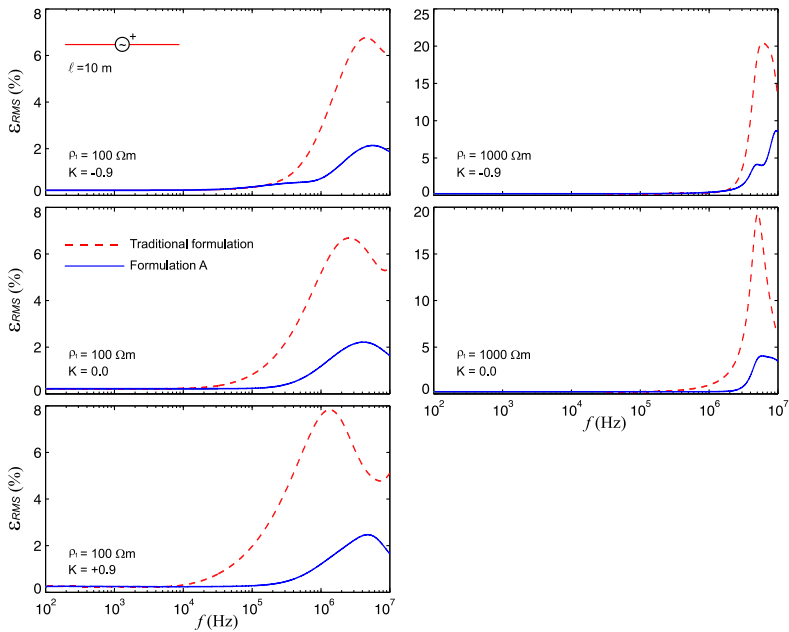 8
6
4
2
0
ε_RMS (%)
~
+
ℓ =10 m
ρ₁ = 100 Ωm
K = -0.9
25
20
15
10
5
0
ρ₁ = 1000 Ωm
K = -0.9
8
6
4
2
0
ε_RMS (%)
Traditional formulation
Formulation A
ρ₁ = 100 Ωm
K = 0.0
20
15
10
5
0
ρ₁ = 1000 Ωm
K = 0.0
10² 10³ 10⁴ 10⁵ 10⁶ 10⁷
f (Hz)
8
6
4
2
0
ε_RMS (%)
ρ₁ = 100 Ωm
K = +0.9
10² 10³ 10⁴ 10⁵ 10⁶ 10⁷
f (Hz)